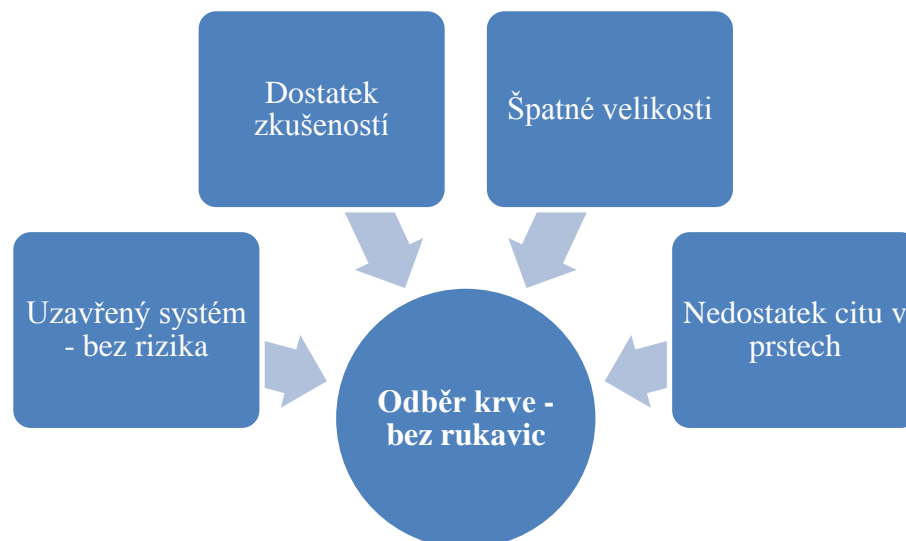 Dostatek
zkušeností
Špatné velikosti
Uzavřený systém
- bez rizika
Nedostatek citu v
prstech
Odběr krve -
bez rukavic